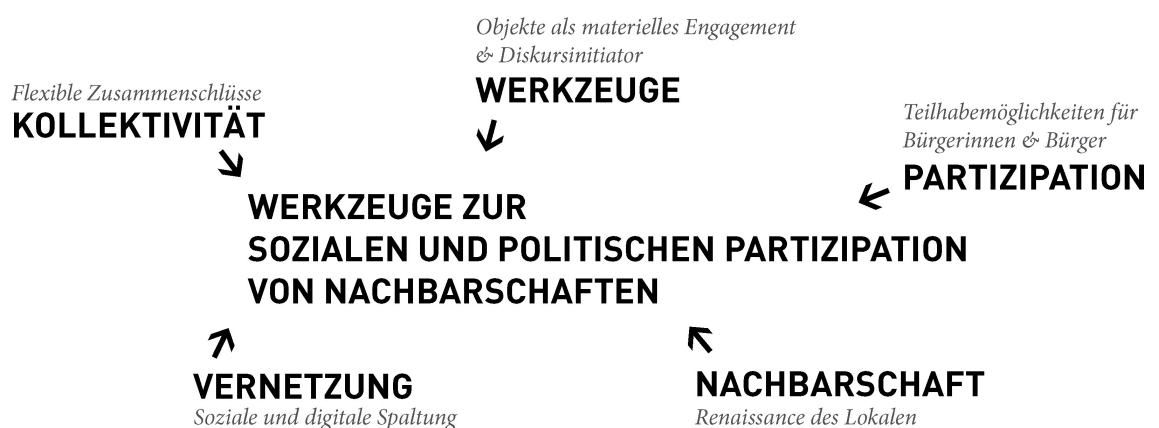 Objekte als materielles Engagement
& Diskursinitiator
WERKZEUGE
Flexible Zusammenschlüsse
KOLLEKTIVITÄT
Teilhabemöglichkeiten für
Bürgerinnen & Bürger
PARTIZIPATION
WERKZEUGE ZUR
SOZIALEN UND POLITISCHEN PARTIZIPATION
VON NACHBARSCHAFTEN
VERNETZUNG
Soziale und digitale Spaltung
NACHBARSCHAFT
Renaissance des Lokalen